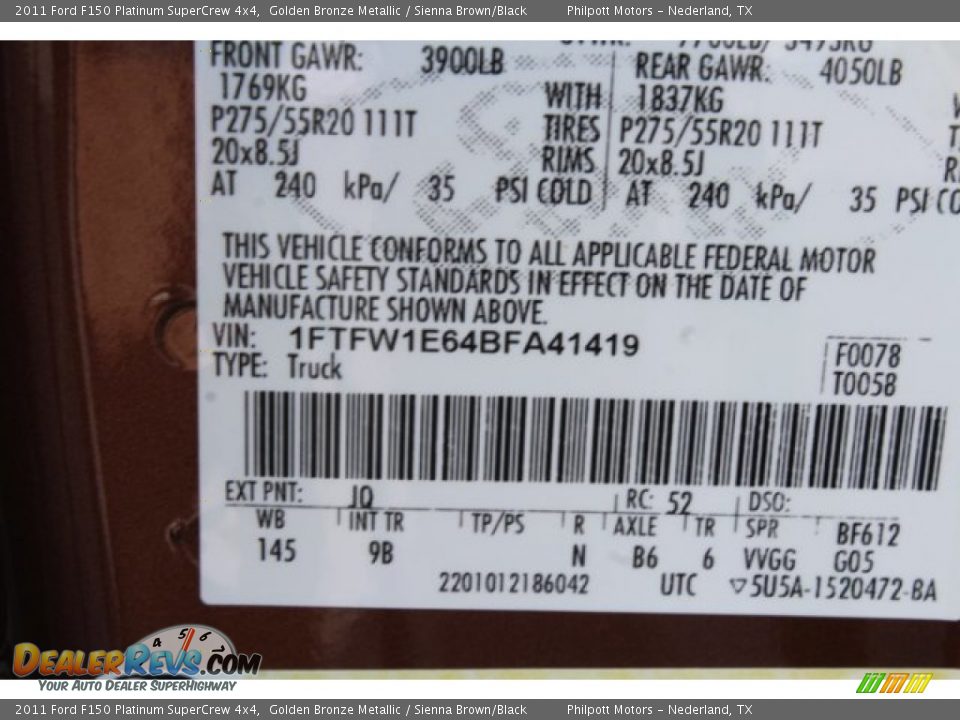 2011 Ford F150 Platinum SuperCrew 4x4, Golden Bronze Metallic / Sienna Brown/Black Philpott Motors – Nederland, TX
FRONT GAWR: 3900LB REAR GAWR: 4050LB
1769KG WITH 1837KG
P275/55R20 111T TIRES P275/55R20 111T
20x8.5J RIMS 20x8.5J
AT 240 kPa/ 35 PSI COLD AT 240 kPa/ 35 PSI CO
THIS VEHICLE CONFORMS TO ALL APPLICABLE FEDERAL MOTOR
VEHICLE SAFETY STANDARDS IN EFFECT ON THE DATE OF
MANUFACTURE SHOWN ABOVE.
VIN: 1FTFW1E64BFA41419 F0078
TYPE: Truck T0058
EXT PNT: JQ RC: 52 DSO:
WB INT TR TP/PS R AXLE TR SPR BF612
145 9B N B6 6 VVGG G05
2201012186042 UTC ▽5U5A-1520472-BA
4 5 6
DEALERREVS.COM
YOUR AUTO DEALER SUPERHIGHWAY
2011 Ford F150 Platinum SuperCrew 4x4, Golden Bronze Metallic / Sienna Brown/Black Philpott Motors – Nederland, TX